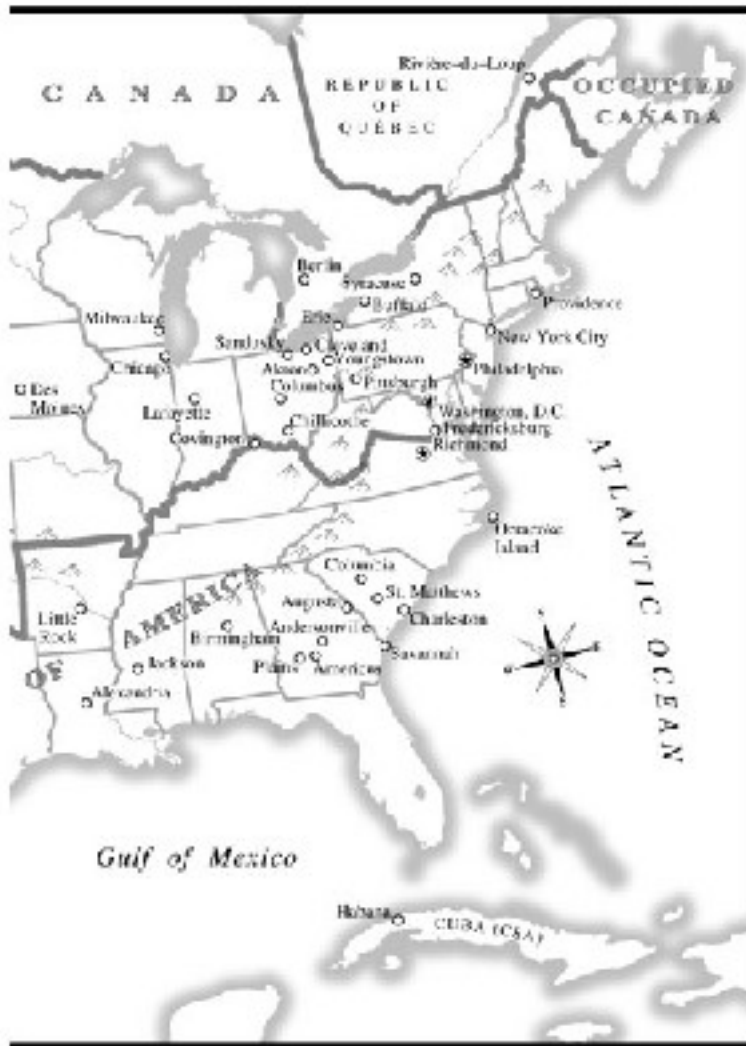 Rivière-du-Loup
CANADA
REPUBLIC
OF
QUÉBEC
OCCUPIED
CANADA
Berlin
Syracuse
Buffalo
Providence
Milwaukee
Erie
New York City
Sandusky
Cleveland
Chicago
Youngstown
Akron
Philadelphia
Des
Moines
Columbus
Pittsburgh
Lafayette
Washington, D.C.
Chillicothe
Fredericksburg
Covington
Richmond
ATLANTIC OCEAN
Ocracoke
Island
Columbia
AMERICA
St. Matthews
Little
Rock
Augusta
Charleston
Birmingham
Andersonville
Savannah
OF
Jackson
Plains
Americus
Alexandria
Gulf of Mexico
Habana
CUBA (CSA)